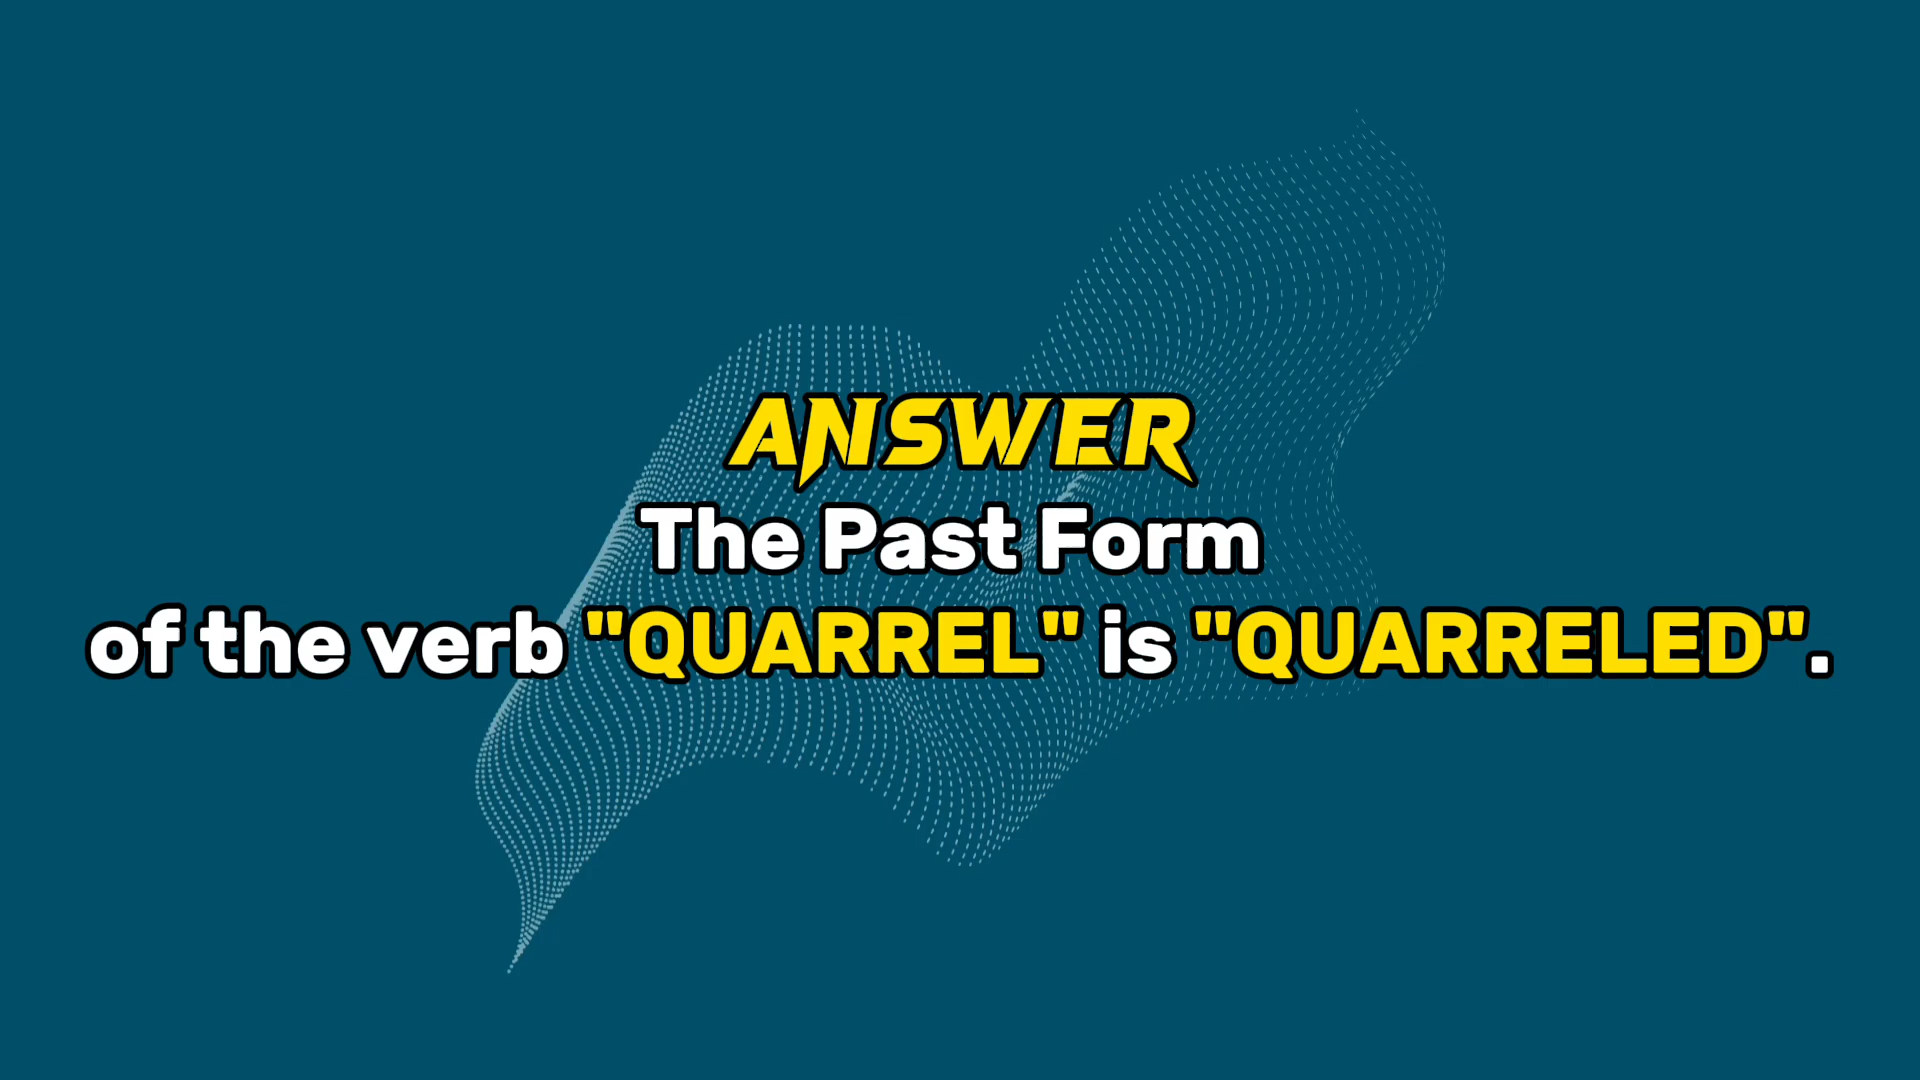 ANSWER
The Past Form
of the verb "QUARREL" is "QUARRELED".